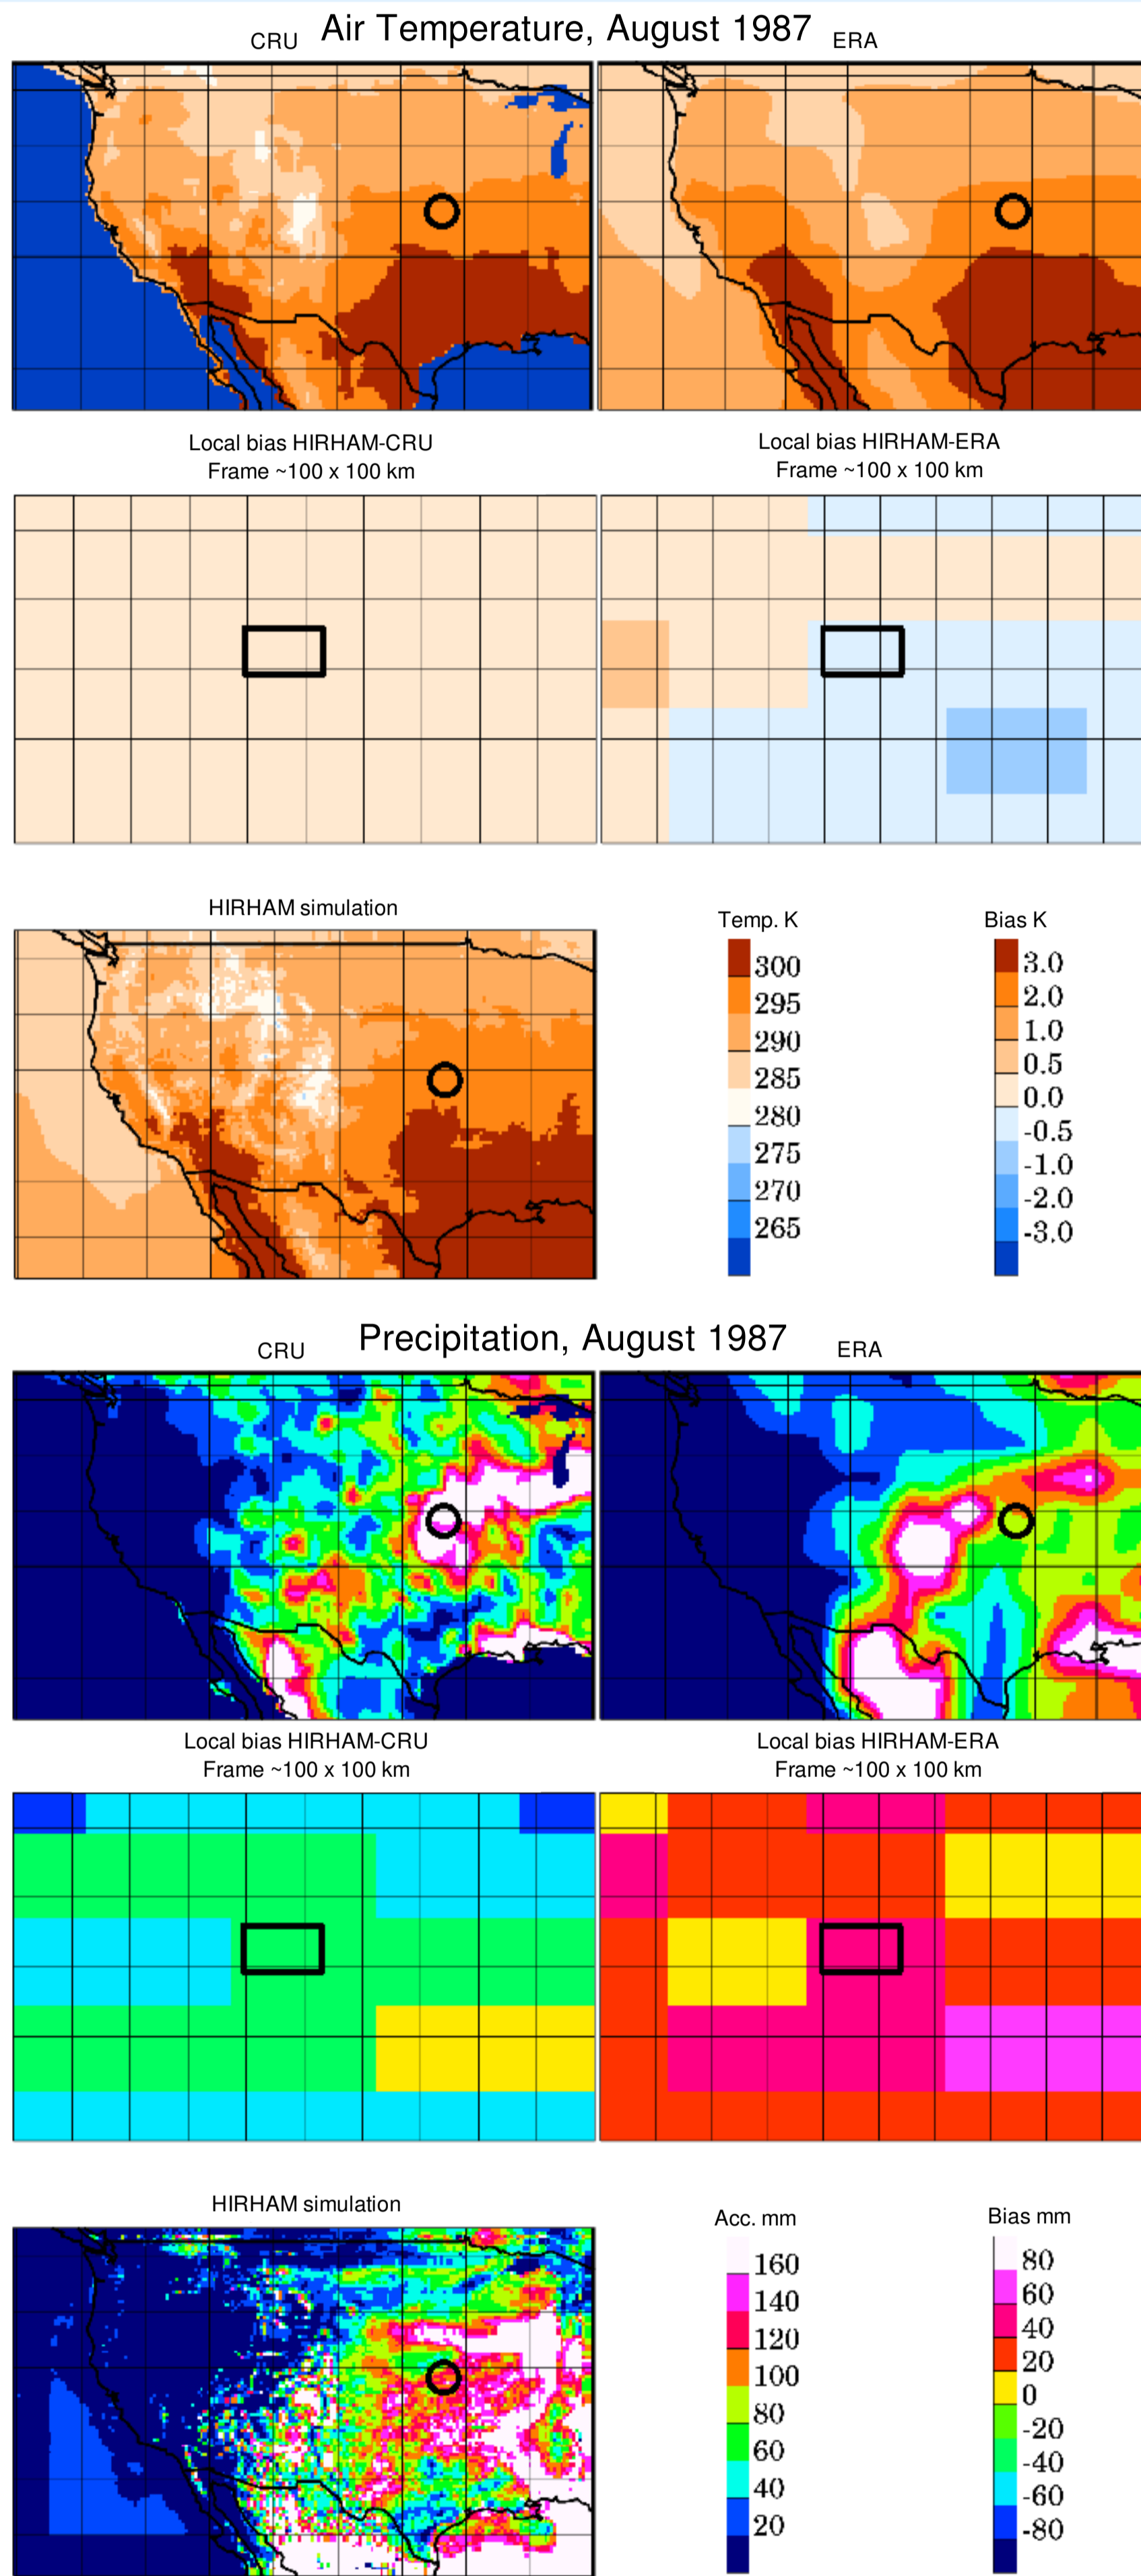 Air Temperature, August 1987
CRU
ERA
Local bias HIRHAM-CRU
Frame ~100 x 100 km
Local bias HIRHAM-ERA
Frame ~100 x 100 km
HIRHAM simulation
Temp. K
300
295
290
285
280
275
270
265
Bias K
3.0
2.0
1.0
0.5
0.0
-0.5
-1.0
-2.0
-3.0
Precipitation, August 1987
CRU
ERA
Local bias HIRHAM-CRU
Frame ~100 x 100 km
Local bias HIRHAM-ERA
Frame ~100 x 100 km
HIRHAM simulation
Acc. mm
160
140
120
100
80
60
40
20
Bias mm
80
60
40
20
0
-20
-40
-60
-80